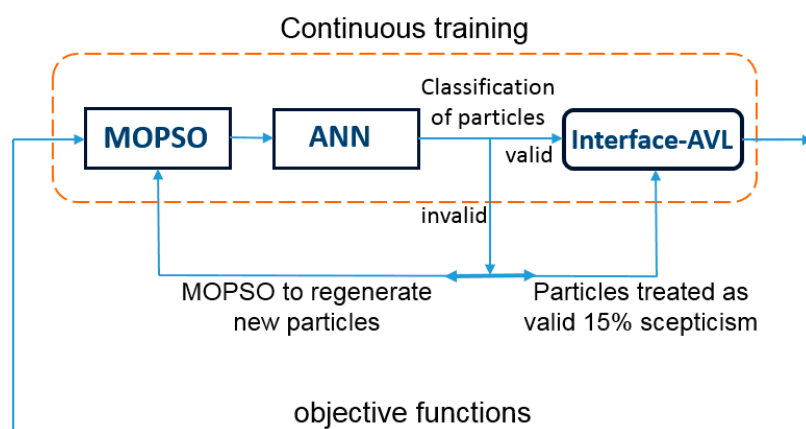 Continuous training
Classification
of particles
MOPSO
ANN
Interface-AVL
valid
invalid
MOPSO to regenerate
new particles
Particles treated as
valid 15% scepticism
objective functions